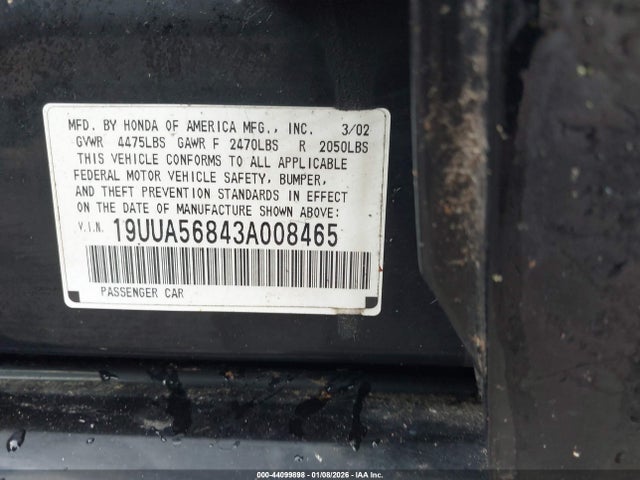 MFD. BY HONDA OF AMERICA MFG., INC. 3/02
GVWR 4475LBS GAWR F 2470LBS R 2050LBS
THIS VEHICLE CONFORMS TO ALL APPLICABLE
FEDERAL MOTOR VEHICLE SAFETY, BUMPER,
AND THEFT PREVENTION STANDARDS IN EFFECT
ON THE DATE OF MANUFACTURE SHOWN ABOVE:
V.I.N. 19UUA56843A008465
PASSENGER CAR
000-44099898 - 01/08/2026 - IAA Inc.